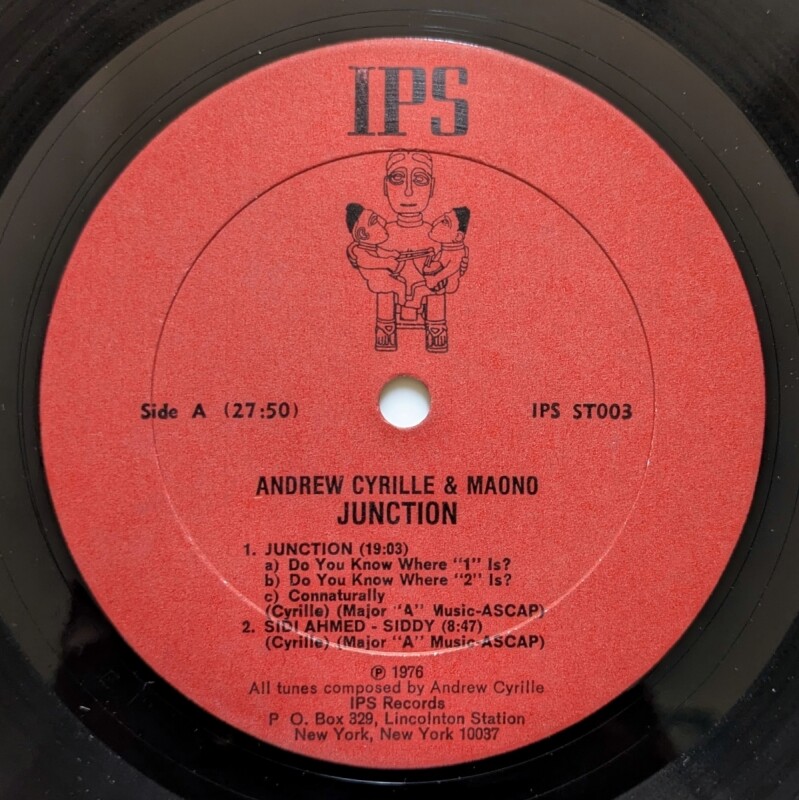 IPS
Side A (27:50)
IPS ST003
ANDREW CYRILLE & MAONO
JUNCTION
1. JUNCTION (19:03)
a) Do You Know Where "1" Is?
b) Do You Know Where "2" Is?
c) Connaturally
(Cyrille) (Major "A" Music-ASCAP)
2. SIDI AHMED - SIDDY (8:47)
(Cyrille) (Major "A" Music-ASCAP)
℗ 1976
All tunes composed by Andrew Cyrille
IPS Records
P O. Box 329, Lincolnton Station
New York, New York 10037